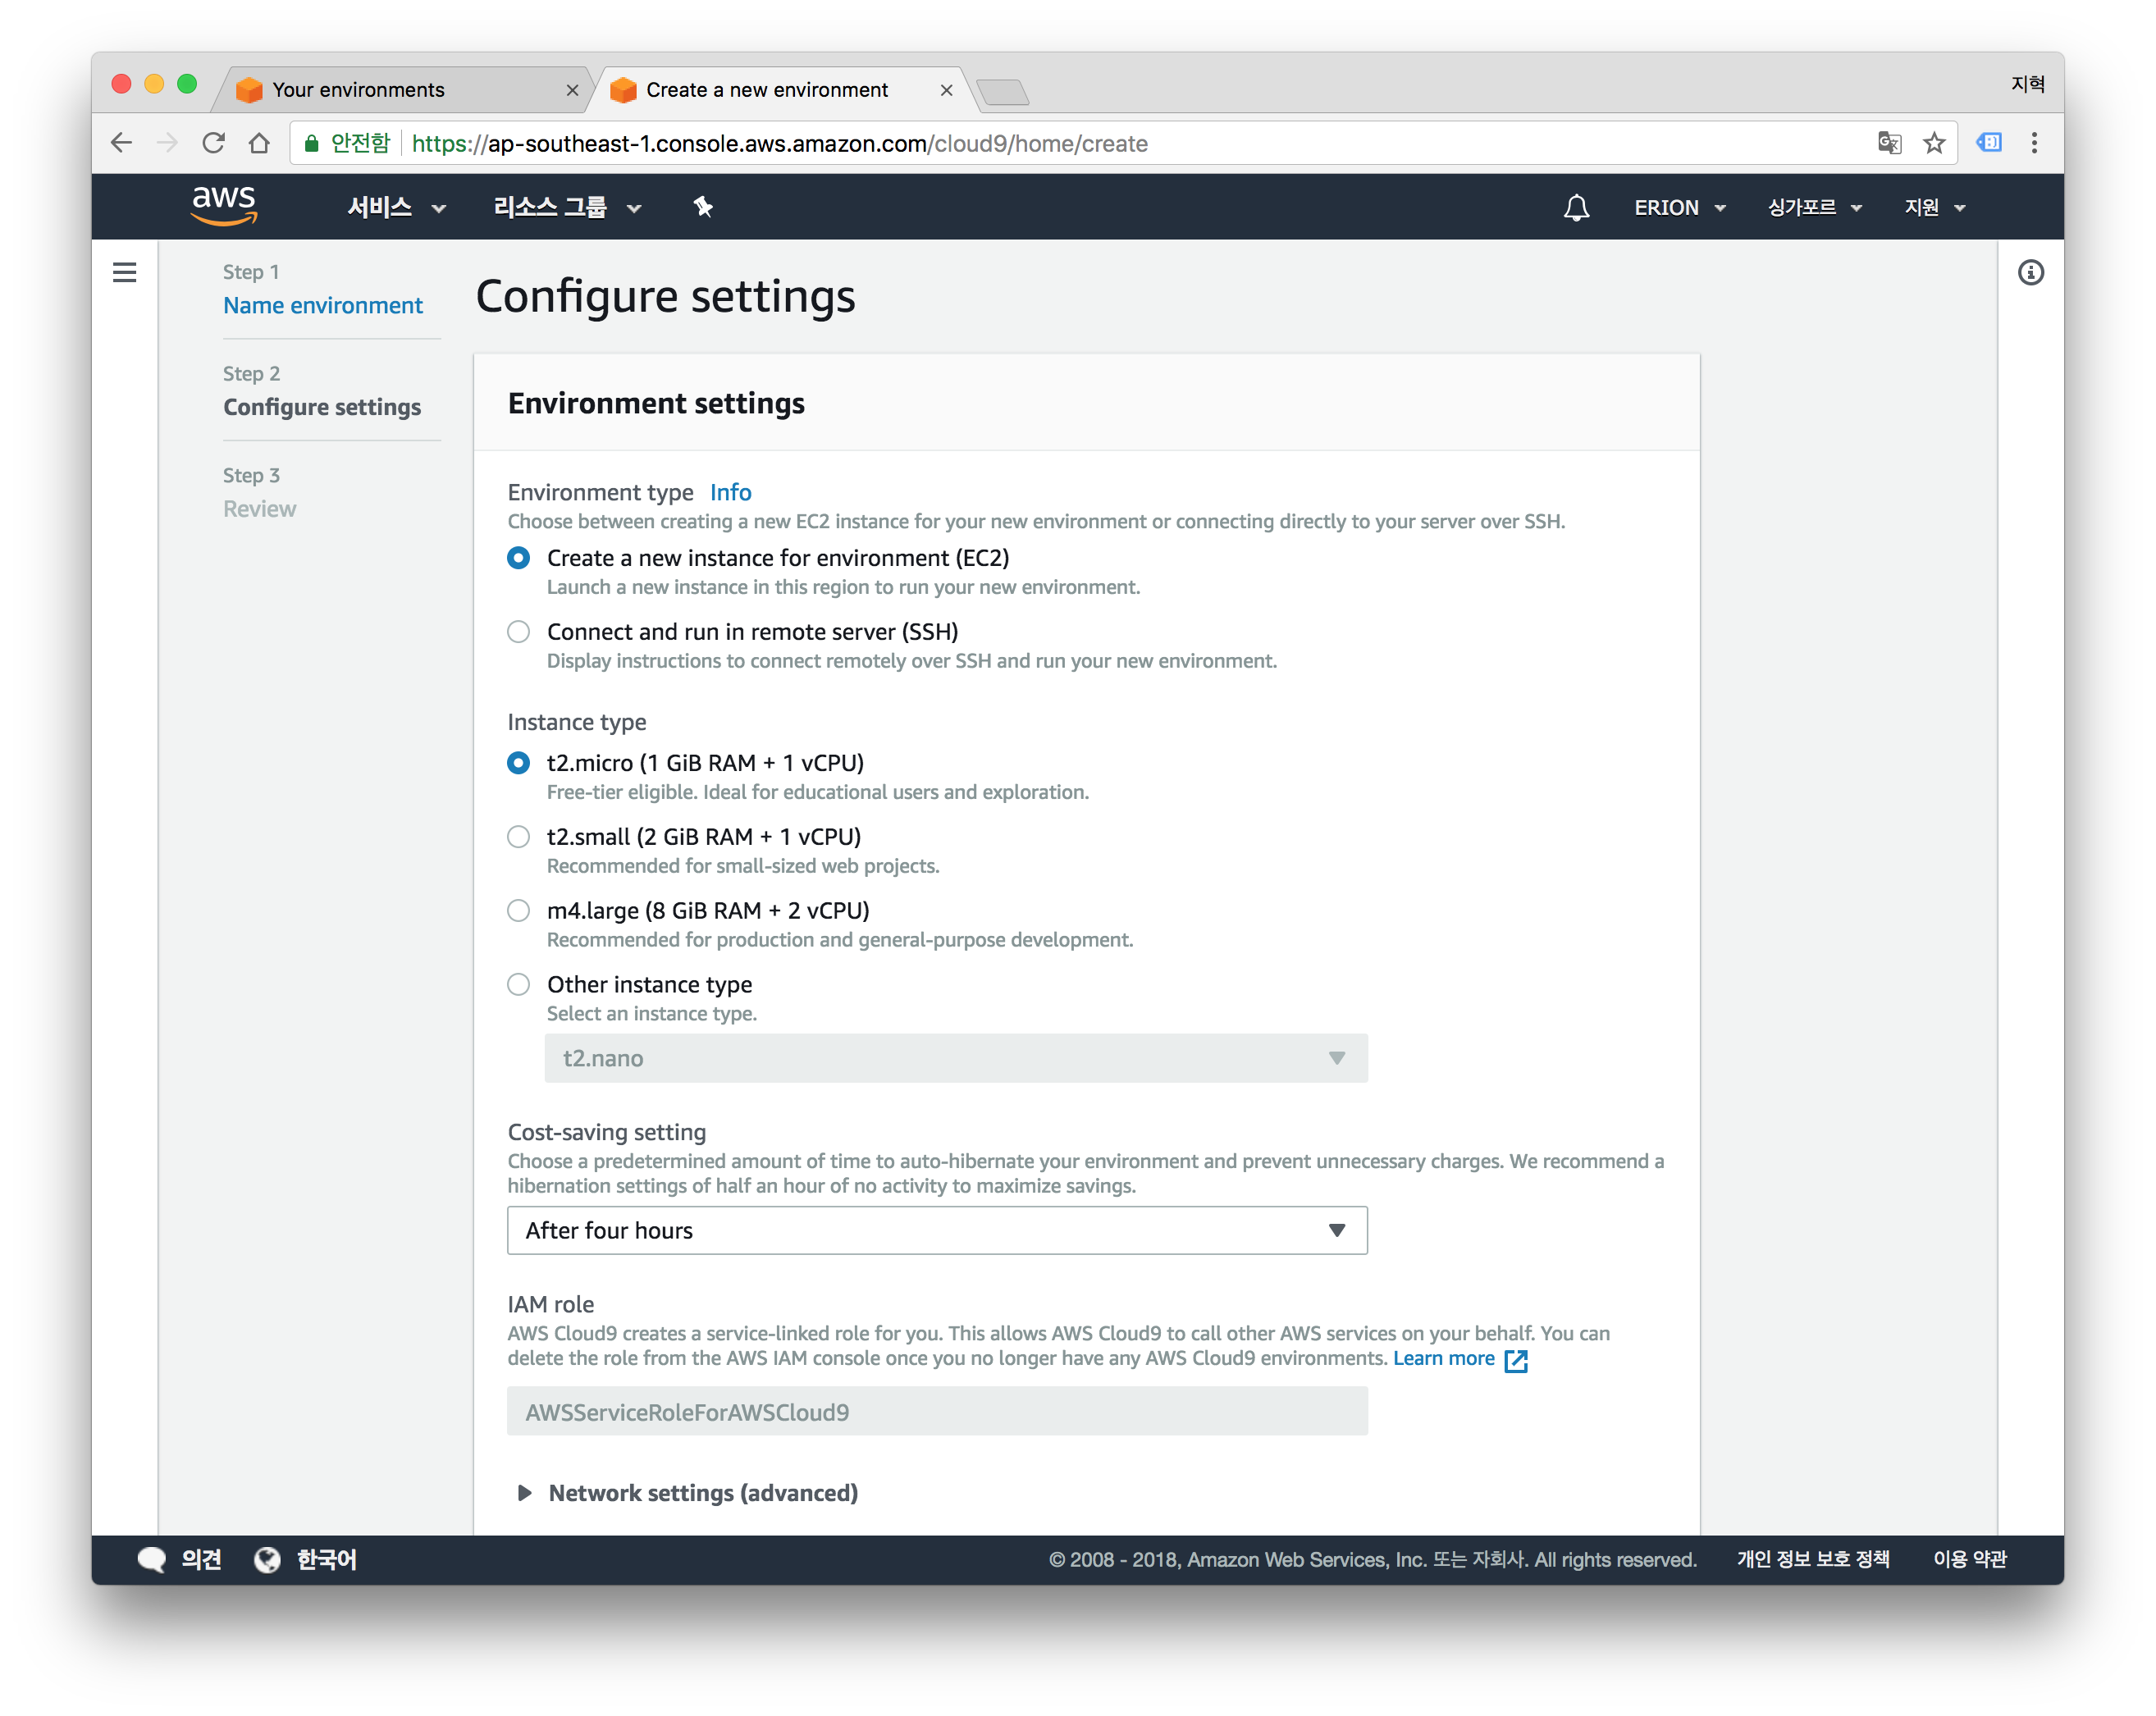 Your environments
Create a new environment
지혁
안전함 https://ap-southeast-1.console.aws.amazon.com/cloud9/home/create
aws 서비스 리소스 그룹 ERION 싱가포르 지원
Step 1
Name environment
Step 2
Configure settings
Step 3
Review
Configure settings
Environment settings
Environment type Info
Choose between creating a new EC2 instance for your new environment or connecting directly to your server over SSH.
Create a new instance for environment (EC2)
Launch a new instance in this region to run your new environment.
Connect and run in remote server (SSH)
Display instructions to connect remotely over SSH and run your new environment.
Instance type
t2.micro (1 GiB RAM + 1 vCPU)
Free-tier eligible. Ideal for educational users and exploration.
t2.small (2 GiB RAM + 1 vCPU)
Recommended for small-sized web projects.
m4.large (8 GiB RAM + 2 vCPU)
Recommended for production and general-purpose development.
Other instance type
Select an instance type.
t2.nano
Cost-saving setting
Choose a predetermined amount of time to auto-hibernate your environment and prevent unnecessary charges. We recommend a
hibernation settings of half an hour of no activity to maximize savings.
After four hours
IAM role
AWS Cloud9 creates a service-linked role for you. This allows AWS Cloud9 to call other AWS services on your behalf. You can
delete the role from the AWS IAM console once you no longer have any AWS Cloud9 environments. Learn more
AWSServiceRoleForAWSCloud9
Network settings (advanced)
의견 한국어 © 2008 - 2018, Amazon Web Services, Inc. 또는 자회사. All rights reserved. 개인 정보 보호 정책 이용 약관